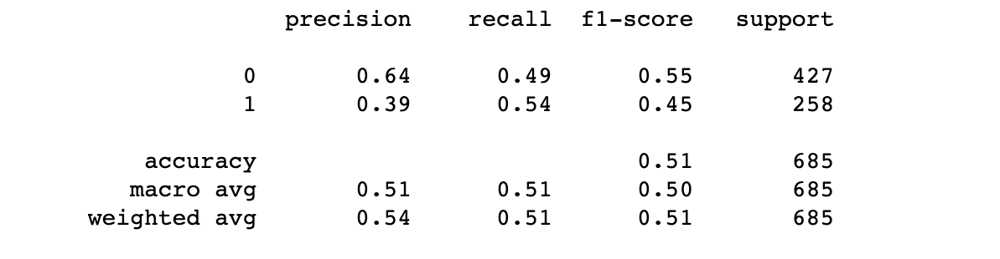 precision recall f1-score support
0 0.64 0.49 0.55 427
1 0.39 0.54 0.45 258
accuracy 0.51 685
macro avg 0.51 0.51 0.50 685
weighted avg 0.54 0.51 0.51 685